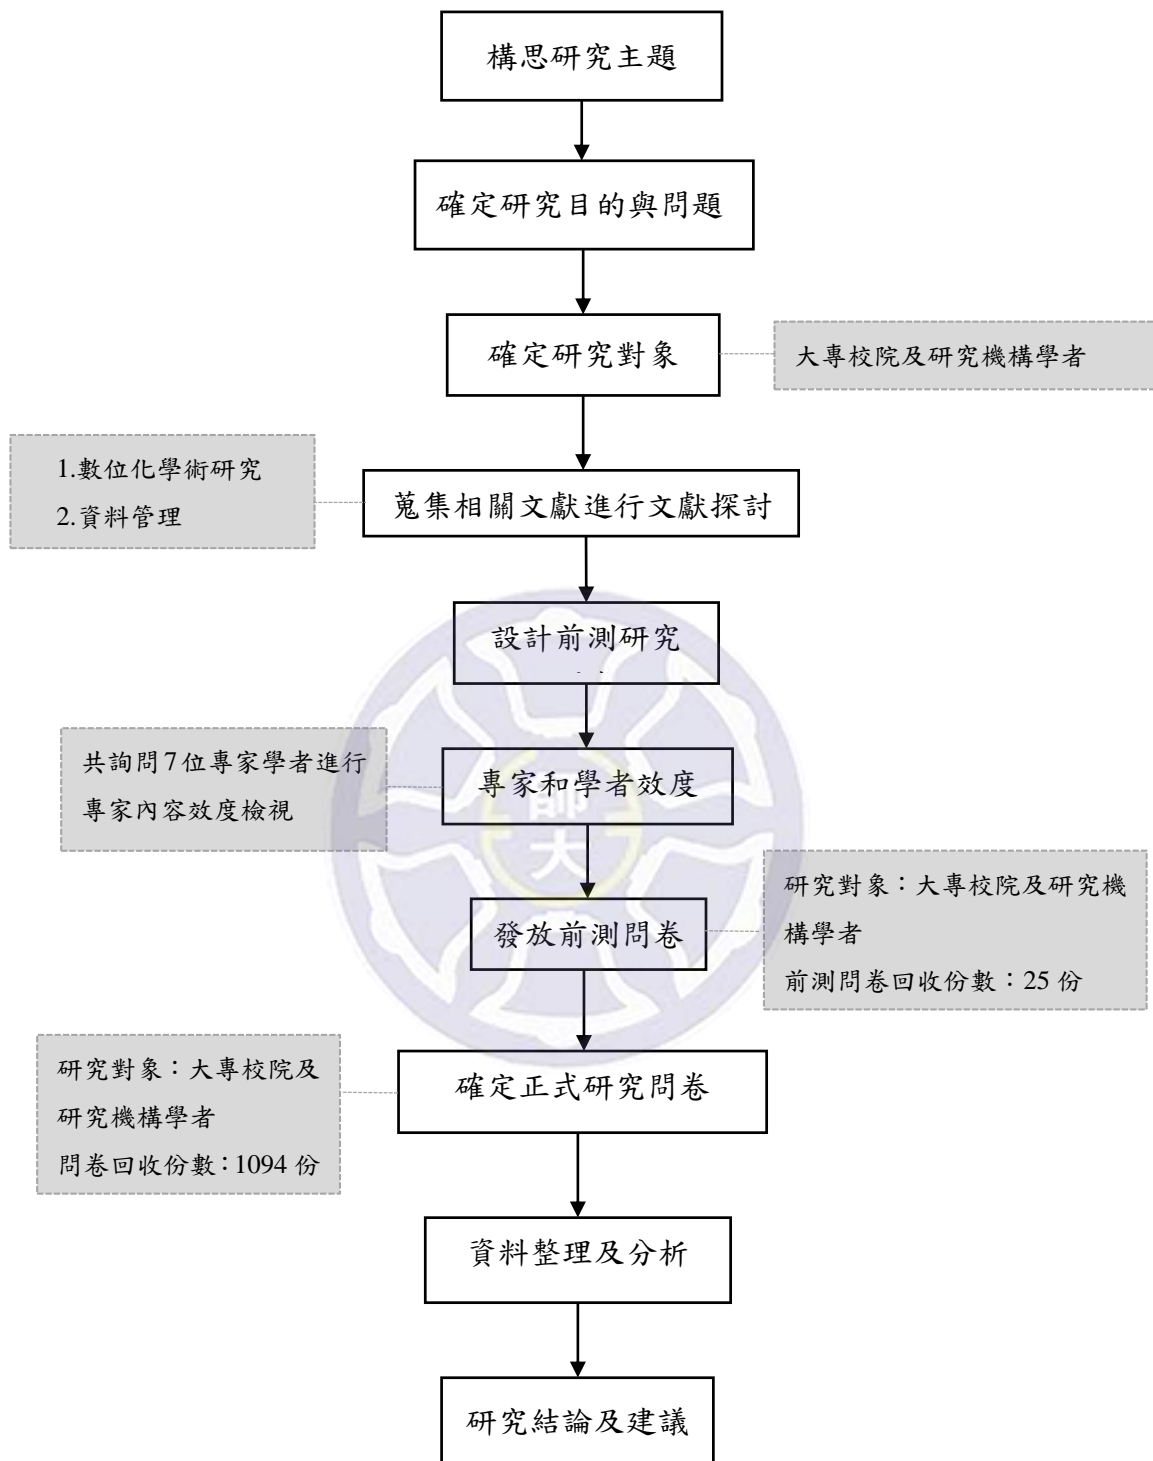 構思研究主題
確定研究目的與問題
確定研究對象
大專校院及研究機構學者
1.數位化學術研究
2.資料管理
蒐集相關文獻進行文獻探討
設計前測研究
共詢問7位專家學者進行
專家內容效度檢視
專家和學者效度
師
大
研究對象：大專校院及研究機
構學者
前測問卷回收份數：25 份
發放前測問卷
研究對象：大專校院及
研究機構學者
問卷回收份數：1094 份
確定正式研究問卷
資料整理及分析
研究結論及建議